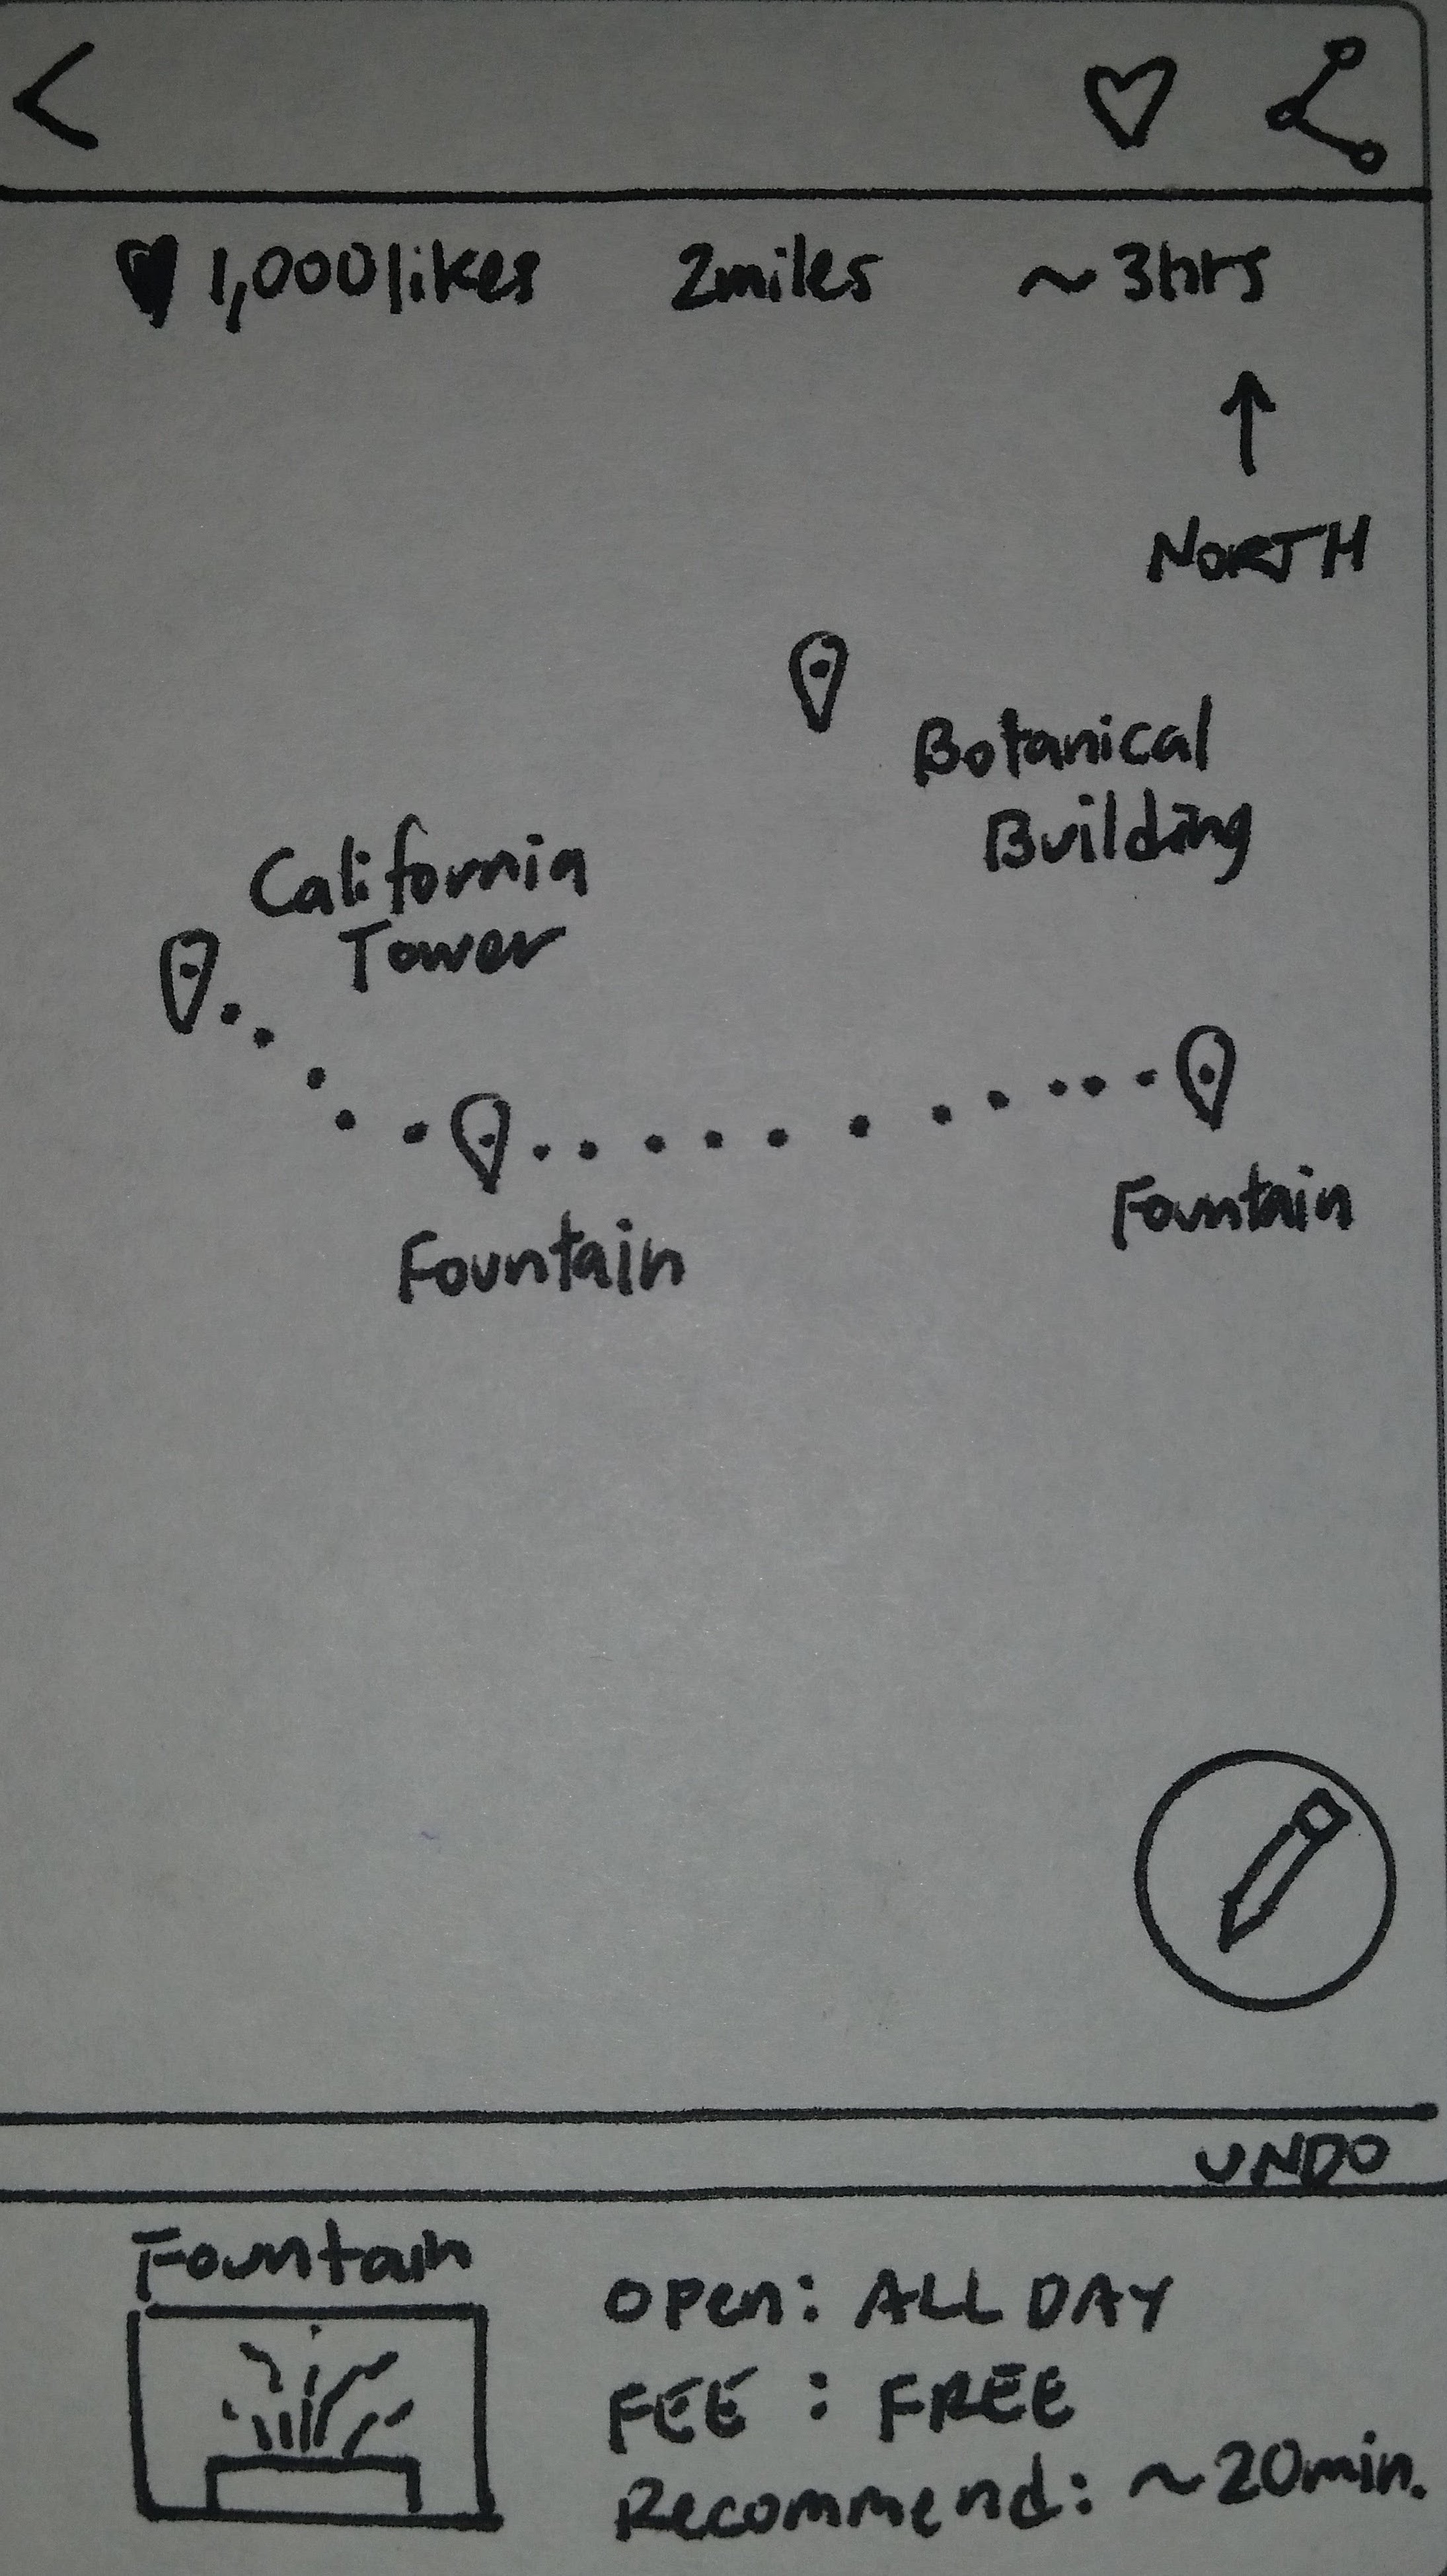 1,000 likes 2miles ~3hrs
NORTH
Botanical
Building
California
Tower
Fountain
Fountain
UNDO
Fountain
Open: ALL DAY
FEE : FREE
Recommend: ~20min.